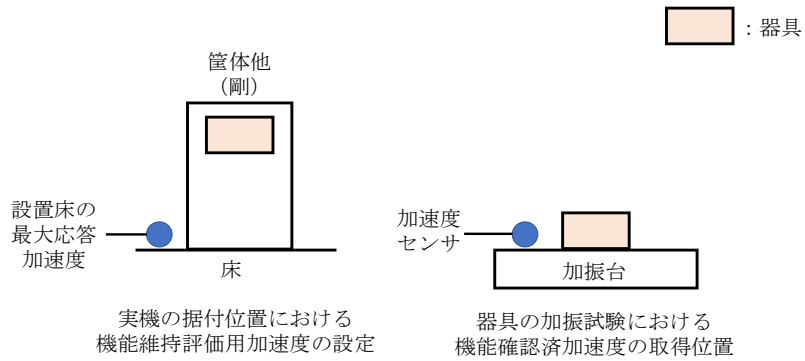 ：器具
筐体他
（剛）
設置床の
最大応答
加速度
床
実機の据付位置における
機能維持評価用加速度の設定
加速度
センサ
加振台
器具の加振試験における
機能確認済加速度の取得位置